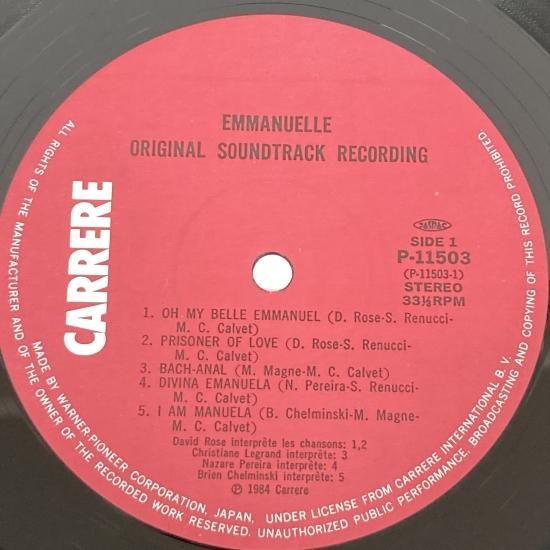 EMMANUELLE
ORIGINAL SOUNDTRACK RECORDING
CARRERE
JASRAC
SIDE 1
P-11503
(P-11503-1)
STEREO
33⅓RPM
1. OH MY BELLE EMMANUEL (D. Rose-S. Renucci-
M. C. Calvet)
2. PRISONER OF LOVE (D. Rose-S. Renucci-
M. C. Calvet)
3. BACH-ANAL (M. Magne-M. C. Calvet)
4. DIVINA EMANUELA (N. Pereira-S. Renucci-
M. C. Calvet)
5. I AM MANUELA (B. Chelminski-M. Magne-
M. C. Calvet)
David Rose interprète les chansons: 1,2
Christiane Legrand interprète: 3
Nazare Pereira interprète: 4
Brien Chelminski interprète: 5
℗ 1984 Carrere
ALL RIGHTS OF THE MANUFACTURER AND OF THE OWNER OF THE RECORDED WORK RESERVED. UNAUTHORIZED PUBLIC PERFORMANCE, BROADCASTING AND COPYING OF THIS RECORD PROHIBITED.
MADE BY WARNER-PIONEER CORPORATION, JAPAN, UNDER LICENSE FROM CARRERE INTERNATIONAL B. V.